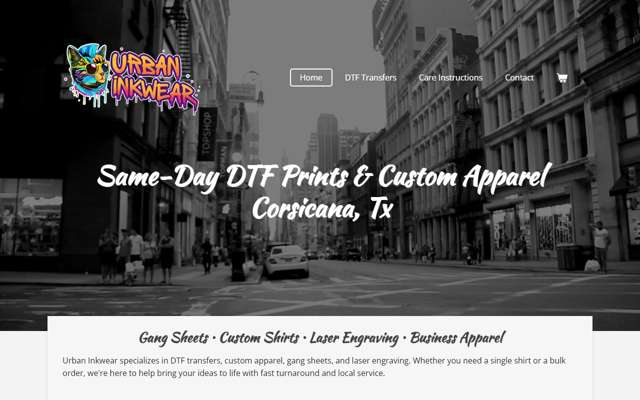 URBAN
INKWEAR
Home
DTF Transfers
Care Instructions
Contact
TOPSHOP
Same-Day DTF Prints & Custom Apparel
Corsicana, Tx
Gang Sheets • Custom Shirts • Laser Engraving • Business Apparel
Urban Inkwear specializes in DTF transfers, custom apparel, gang sheets, and laser engraving. Whether you need a single shirt or a bulk
order, we're here to help bring your ideas to life with fast turnaround and local service.